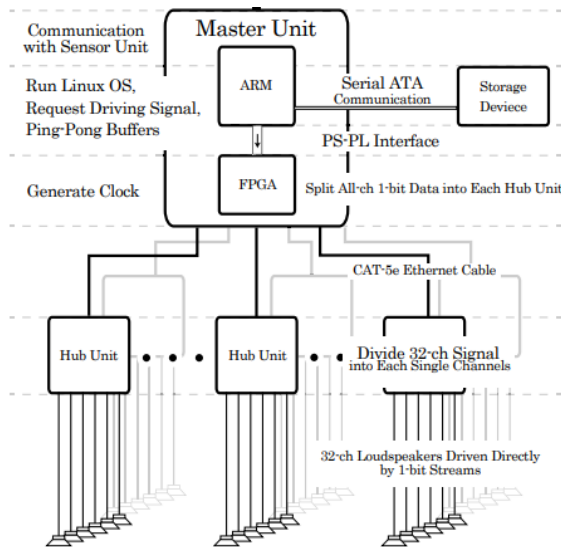 Communication
with Sensor Unit
Master Unit
Run Linux OS,
Request Driving Signal,
Ping-Pong Buffers
ARM
Serial ATA
Communication
Storage
Deviece
PS-PL Interface
Generate Clock
FPGA
Split All-ch 1-bit Data into Each Hub Unit
CAT-5e Ethernet Cable
Hub Unit
Hub Unit
Divide 32-ch Signal
into Each Single Channels
32-ch Loudspeakers Driven Directly
by 1-bit Streams